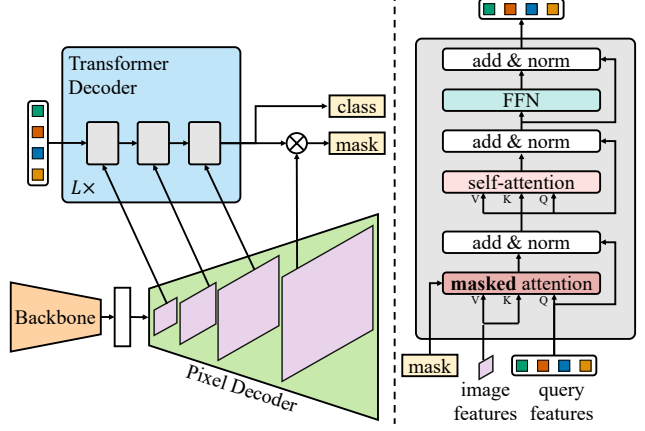 Transformer
Decoder
L×
class
mask
Backbone
Pixel Decoder
add & norm
FFN
add & norm
self-attention
V K Q
add & norm
masked attention
V K Q
mask
image
features
query
features